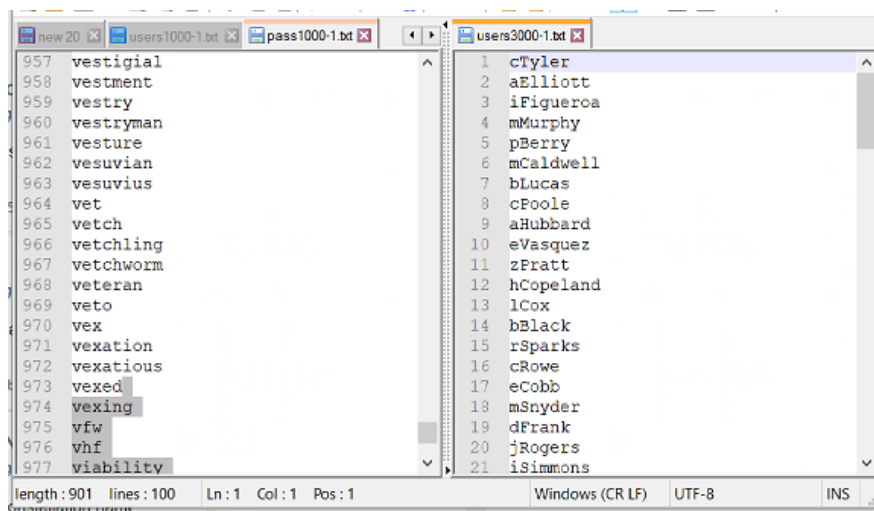 new 20 users1000-1.txt pass1000-1.txt
957 vestigial
958 vestment
959 vestry
960 vestryman
961 vesture
962 vesuvian
963 vesuvius
964 vet
965 vetch
966 vetchling
967 vetchworm
968 veteran
969 veto
970 vex
971 vexation
972 vexatious
973 vexed
974 vexing
975 vfw
976 vhf
977 viability
users3000-1.txt
1 cTyler
2 aElliott
3 iFigueroa
4 mMurphy
5 pBerry
6 mCaldwell
7 bLucas
8 cPoole
9 aHubbard
10 eVasquez
11 zPratt
12 hCopeland
13 lCox
14 bBlack
15 rSparks
16 cRowe
17 eCobb
18 mSnyder
19 dFrank
20 jRogers
21 iSimmons
length : 901 lines : 100 Ln : 1 Col : 1 Pos : 1 Windows (CR LF) UTF-8 INS